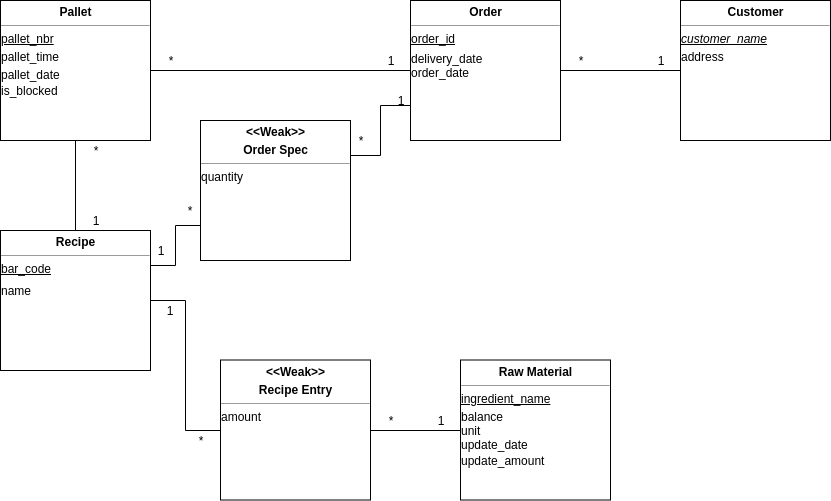 Pallet
pallet_nbr
pallet_time
pallet_date
is_blocked
*
1
Order
order_id
delivery_date
order_date
*
1
Customer
customer_name
address
1
*
<<Weak>>
Order Spec
quantity
*
1
*
1
Recipe
bar_code
name
1
*
<<Weak>>
Recipe Entry
amount
*
1
Raw Material
ingredient_name
balance
unit
update_date
update_amount